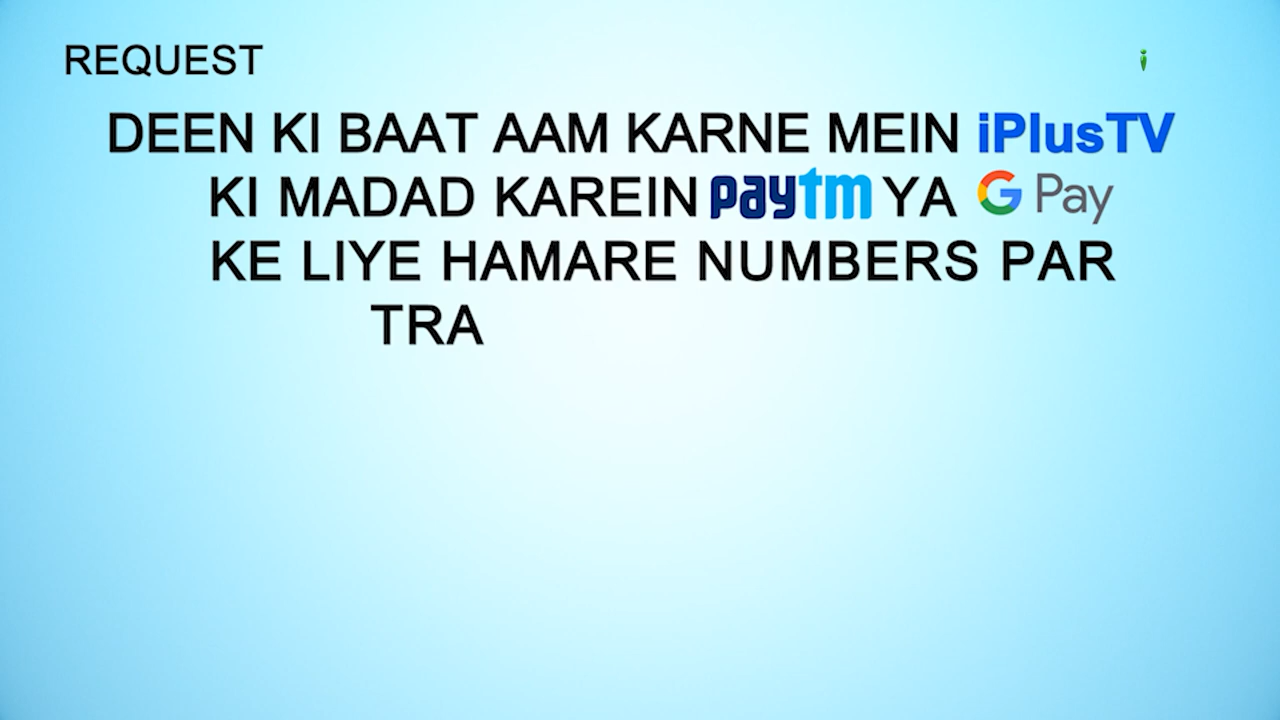 REQUEST
DEEN KI BAAT AAM KARNE MEIN iPlusTV
KI MADAD KAREIN paytm YA G Pay
KE LIYE HAMARE NUMBERS PAR
TRA